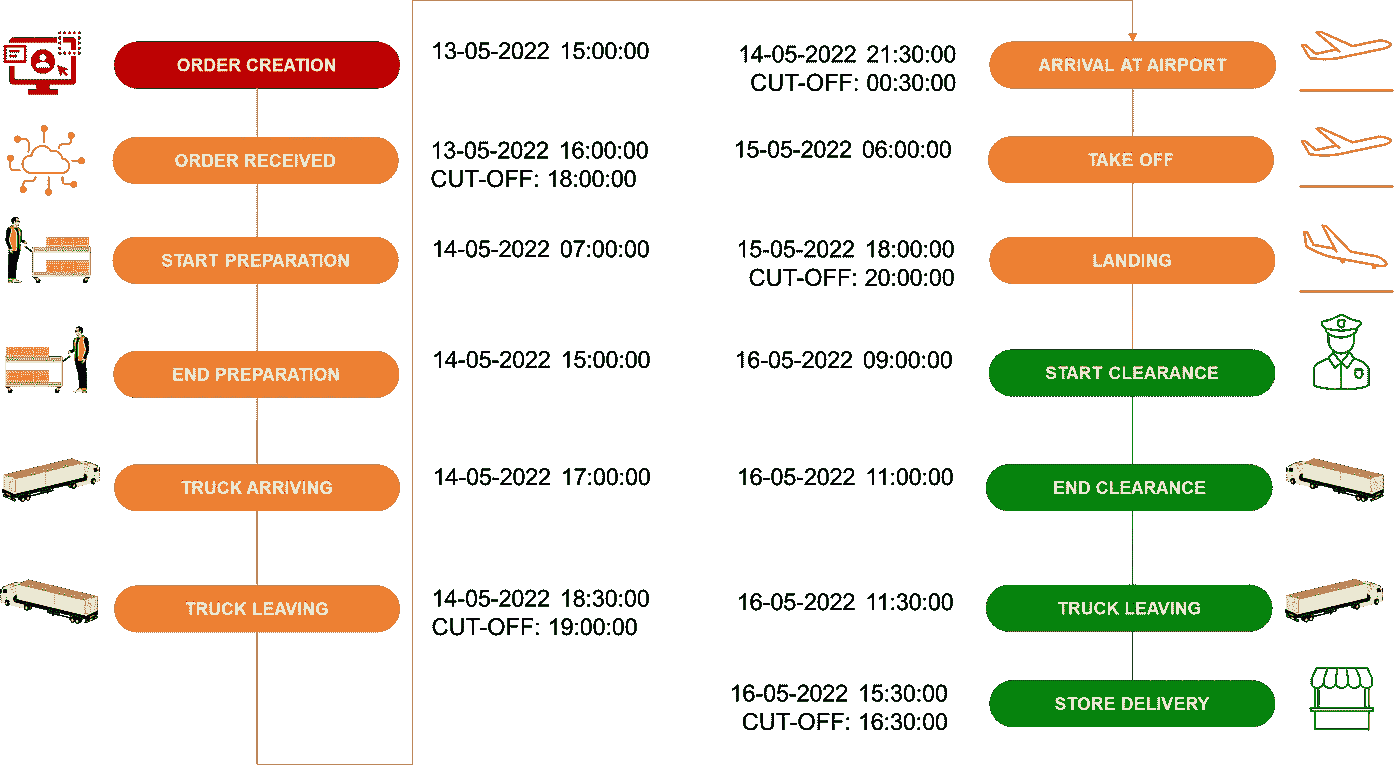 ORDER CREATION
13-05-2022 15:00:00
ORDER RECEIVED
13-05-2022 16:00:00
CUT-OFF: 18:00:00
START PREPARATION
14-05-2022 07:00:00
END PREPARATION
14-05-2022 15:00:00
TRUCK ARRIVING
14-05-2022 17:00:00
TRUCK LEAVING
14-05-2022 18:30:00
CUT-OFF: 19:00:00
14-05-2022 21:30:00
CUT-OFF: 00:30:00
ARRIVAL AT AIRPORT
15-05-2022 06:00:00
TAKE OFF
15-05-2022 18:00:00
CUT-OFF: 20:00:00
LANDING
16-05-2022 09:00:00
START CLEARANCE
16-05-2022 11:00:00
END CLEARANCE
16-05-2022 11:30:00
TRUCK LEAVING
16-05-2022 15:30:00
CUT-OFF: 16:30:00
STORE DELIVERY